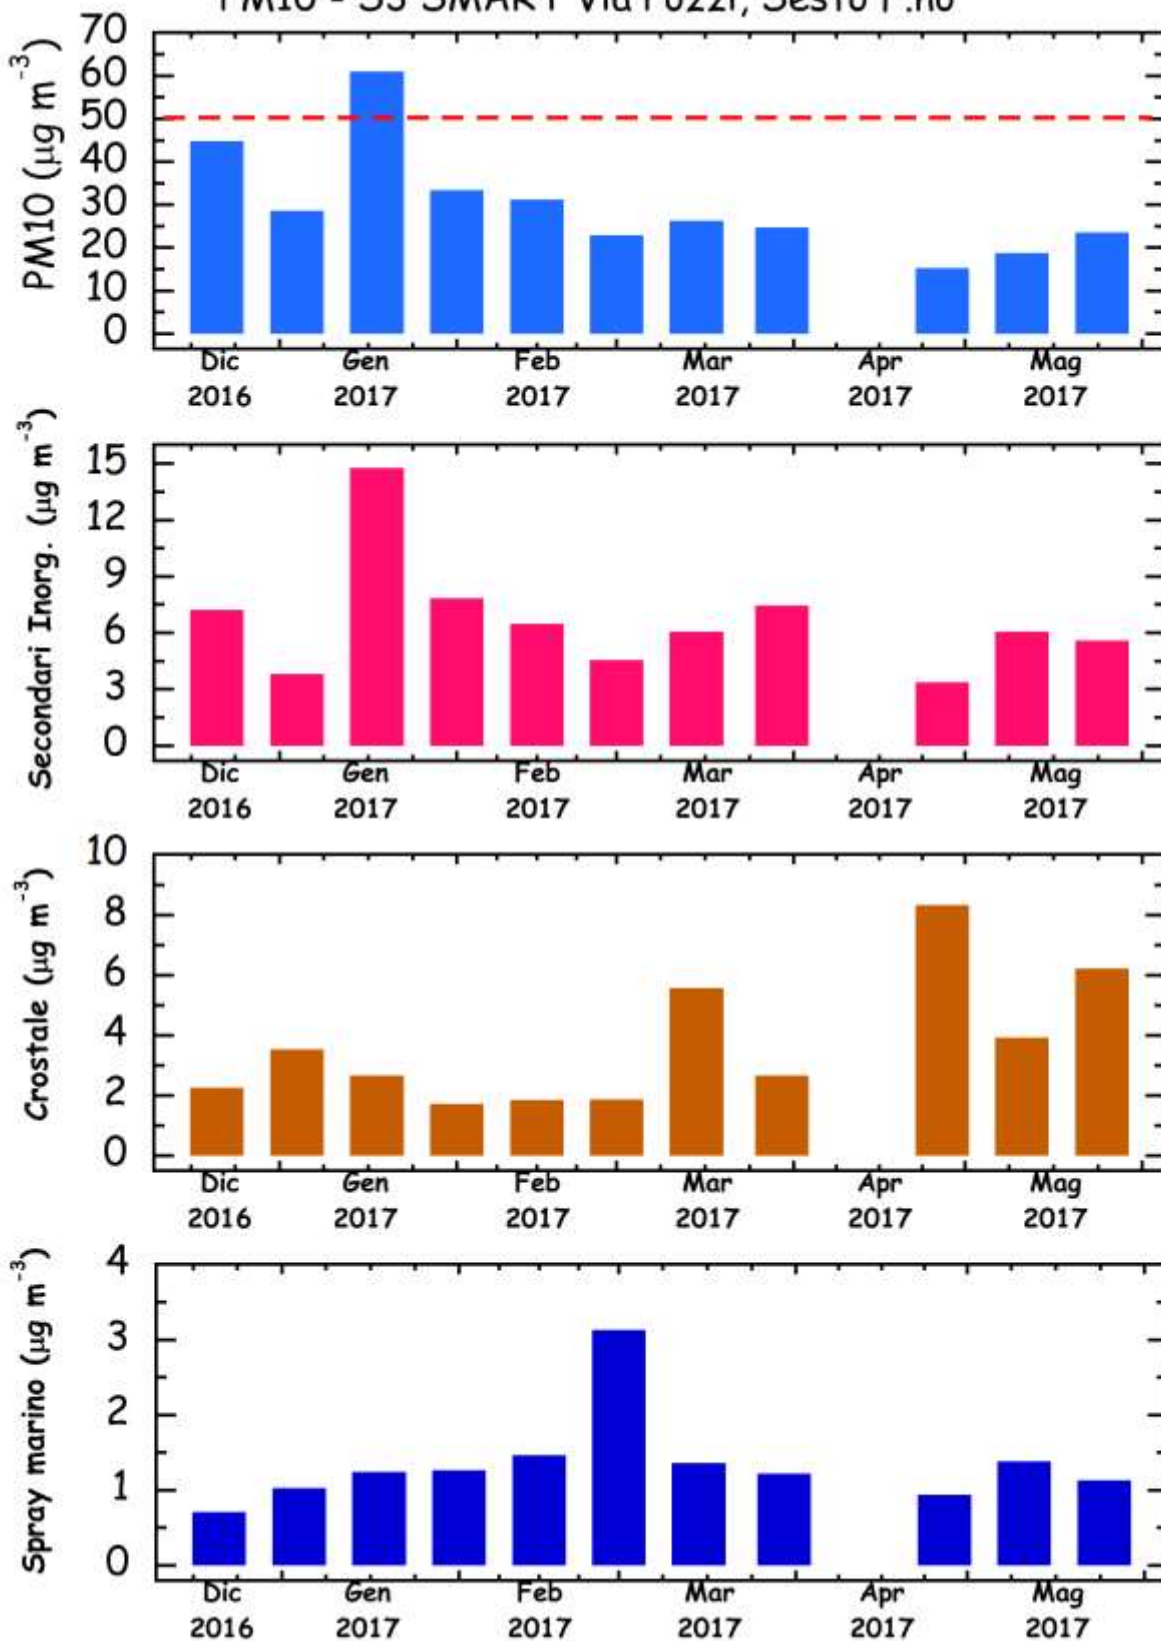 PM10 - S3 SMART Via Pozzi, Sesto F.no
PM10 (µg m⁻³)
70
60
50
40
30
20
10
0
Dic Gen Feb Mar Apr Mag
2016 2017 2017 2017 2017 2017
Secondari Inorg. (µg m⁻³)
15
12
9
6
3
0
Dic Gen Feb Mar Apr Mag
2016 2017 2017 2017 2017 2017
Crostale (µg m⁻³)
10
8
6
4
2
0
Dic Gen Feb Mar Apr Mag
2016 2017 2017 2017 2017 2017
Spray marino (µg m⁻³)
4
3
2
1
0
Dic Gen Feb Mar Apr Mag
2016 2017 2017 2017 2017 2017